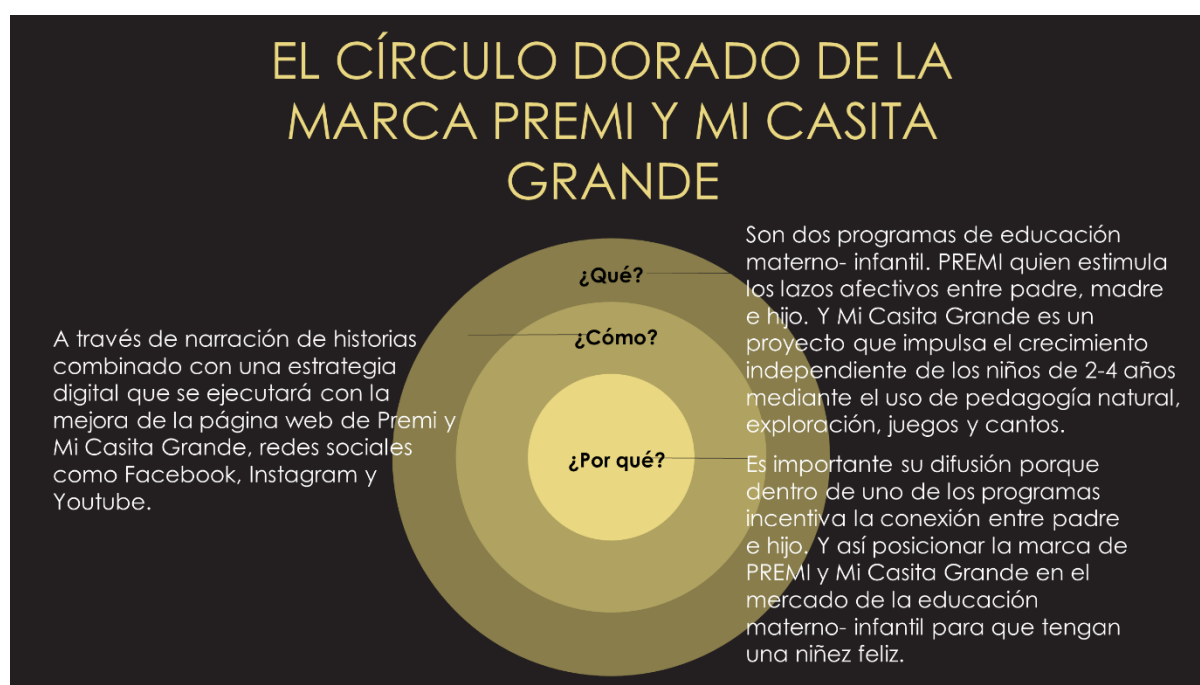 EL CÍRCULO DORADO DE LA
MARCA PREMI Y MI CASITA
GRANDE
¿Qué?
Son dos programas de educación
materno- infantil. PREMI quien estimula
los lazos afectivos entre padre, madre
e hijo. Y Mi Casita Grande es un
proyecto que impulsa el crecimiento
independiente de los niños de 2-4 años
mediante el uso de pedagogía natural,
exploración, juegos y cantos.
¿Cómo?
A través de narración de historias
combinado con una estrategia
digital que se ejecutará con la
mejora de la página web de Premi y
Mi Casita Grande, redes sociales
como Facebook, Instagram y
Youtube.
¿Por qué?
Es importante su difusión porque
dentro de uno de los programas
incentiva la conexión entre padre
e hijo. Y así posicionar la marca de
PREMI y Mi Casita Grande en el
mercado de la educación
materno- infantil para que tengan
una niñez feliz.